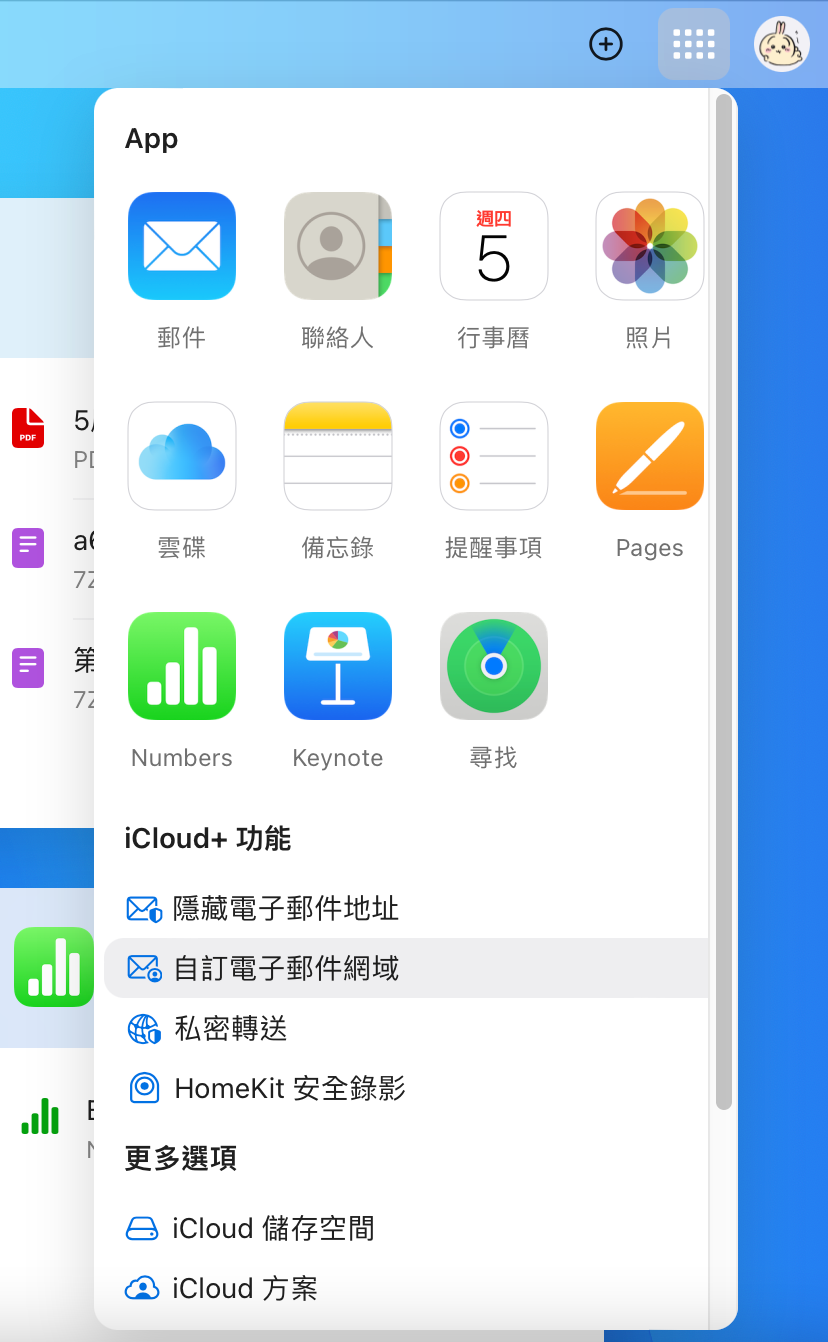 App
週四
5
郵件
聯絡人
行事曆
照片
雲碟
備忘錄
提醒事項
Pages
Numbers
Keynote
尋找
iCloud+ 功能
隱藏電子郵件地址
自訂電子郵件網域
私密轉送
HomeKit 安全錄影
更多選項
iCloud 儲存空間
iCloud 方案
PDF
5/
PD
a6
7Z
第
7Z